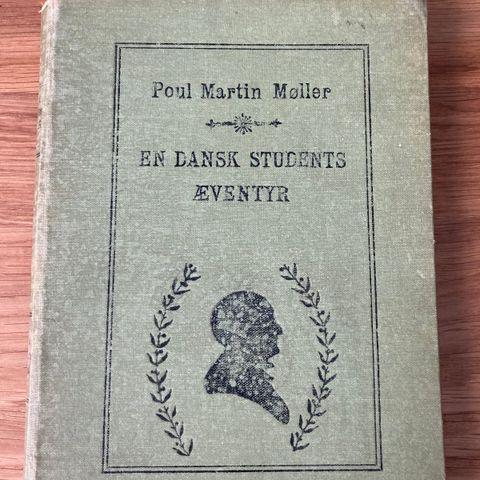 Poul Martin Møller
EN DANSK STUDENTS
ÆVENTYR